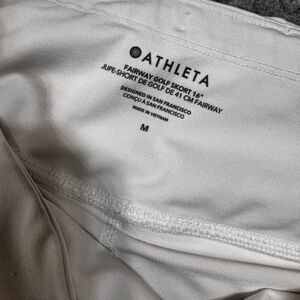 ATHLETA
FAIRWAY GOLF SKORT 16"
JUPE-SHORT DE GOLF DE 41 CM FAIRWAY
DESIGNED IN SAN FRANCISCO
CONÇU À SAN FRANCISCO
MADE IN VIETNAM
M